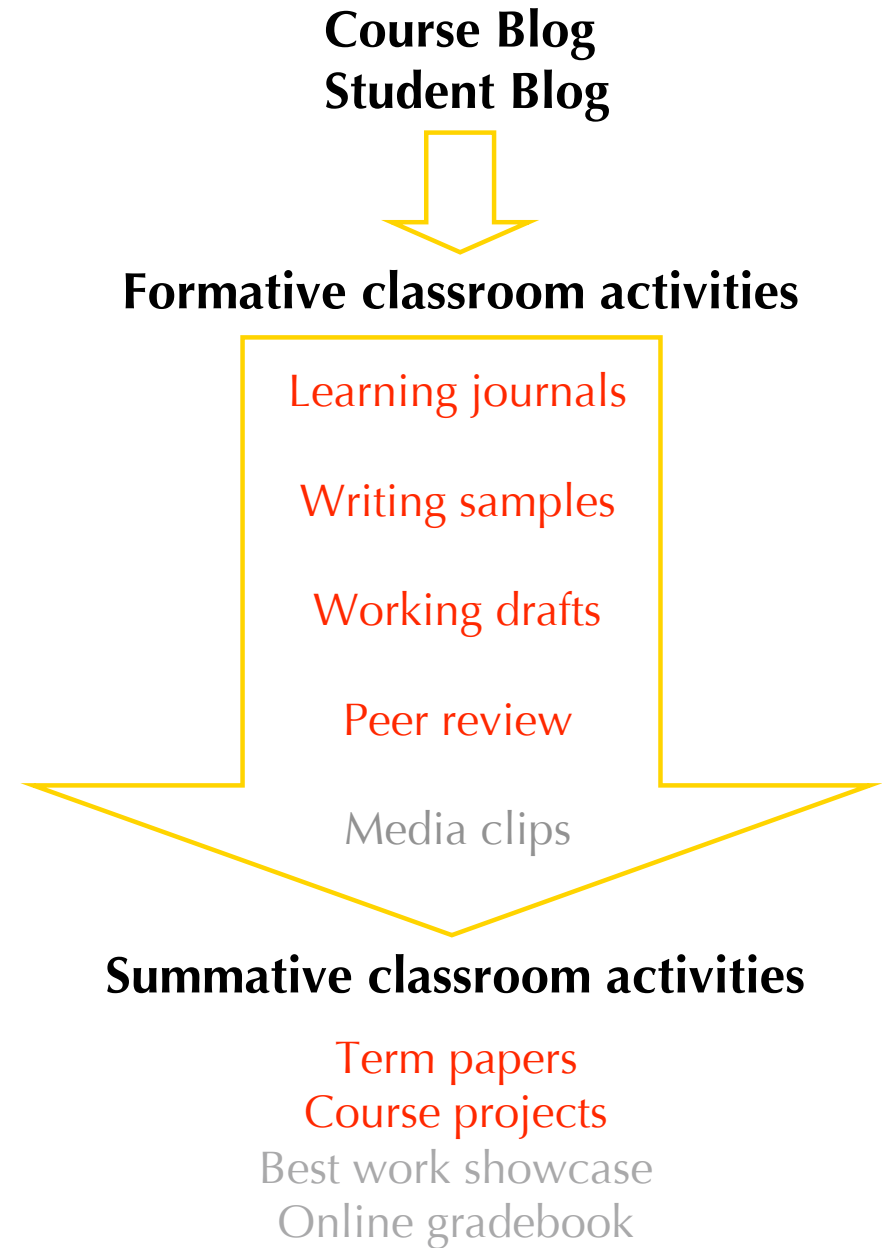 Course Blog
Student Blog
Formative classroom activities
Learning journals
Writing samples
Working drafts
Peer review
Media clips
Summative classroom activities
Term papers
Course projects
Best work showcase
Online gradebook